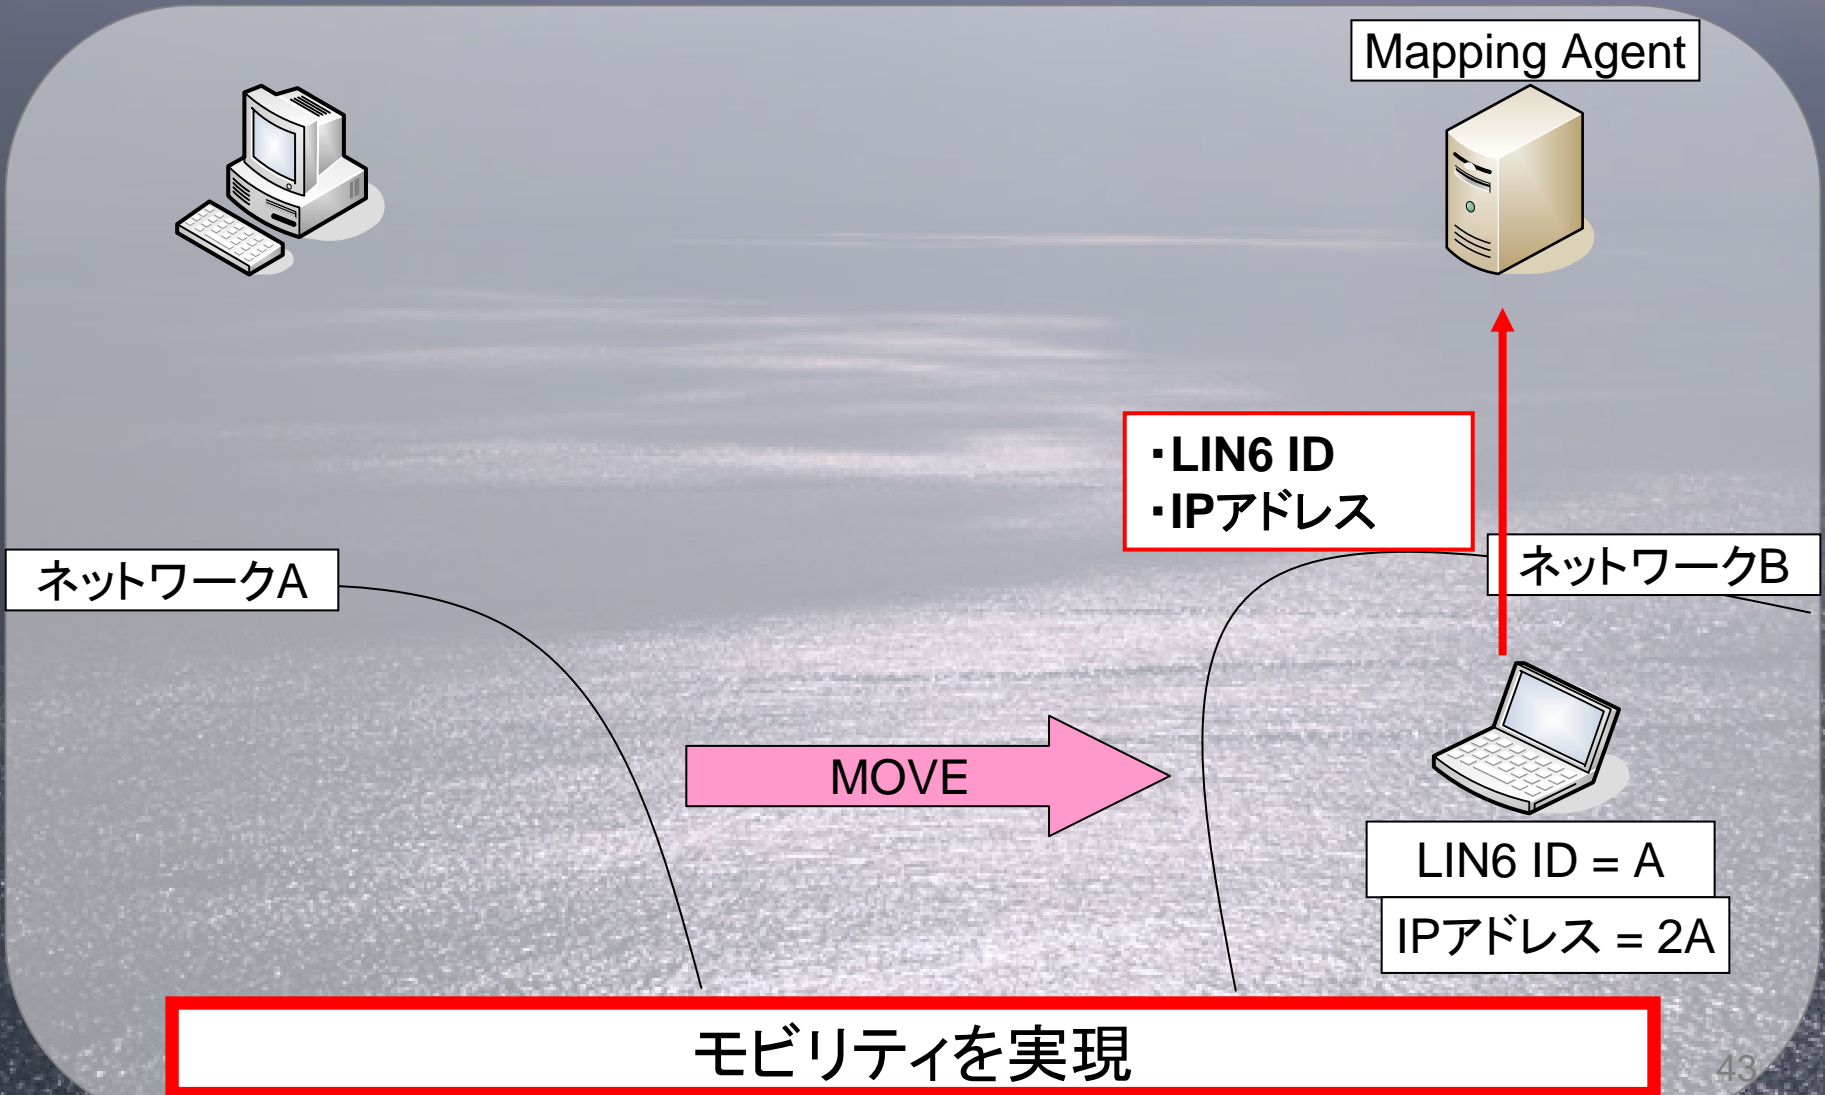 Mapping Agent
・LIN6 ID
・IPアドレス
ネットワークA
ネットワークB
MOVE
LIN6 ID = A
IPアドレス = 2A
モビリティを実現
43